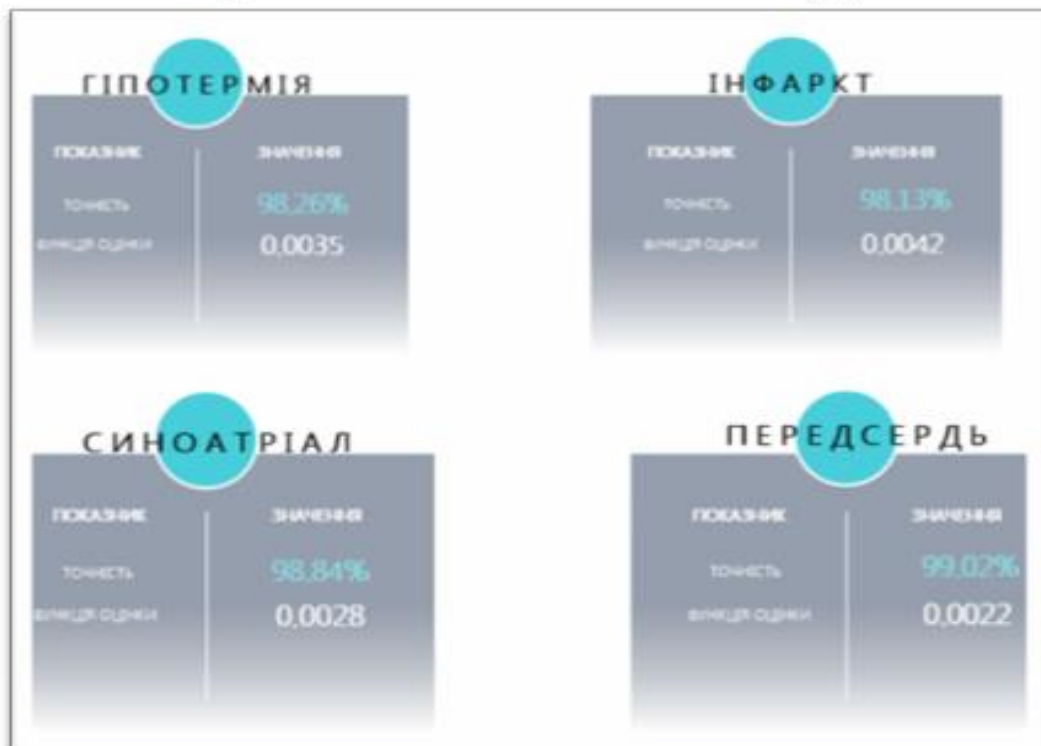 ГІПОТЕРМІЯ
ПОКАЗНИК ЗНАЧЕННЯ
ТОЧНІСТЬ 98,26%
ФУНКЦІЯ ОЦІНКИ 0,0035
ІНФАРКТ
ПОКАЗНИК ЗНАЧЕННЯ
ТОЧНІСТЬ 98,13%
ФУНКЦІЯ ОЦІНКИ 0,0042
СИНОАТРІАЛ
ПОКАЗНИК ЗНАЧЕННЯ
ТОЧНІСТЬ 98,84%
ФУНКЦІЯ ОЦІНКИ 0,0028
ПЕРЕДСЕРДЬ
ПОКАЗНИК ЗНАЧЕННЯ
ТОЧНІСТЬ 99,02%
ФУНКЦІЯ ОЦІНКИ 0,0022